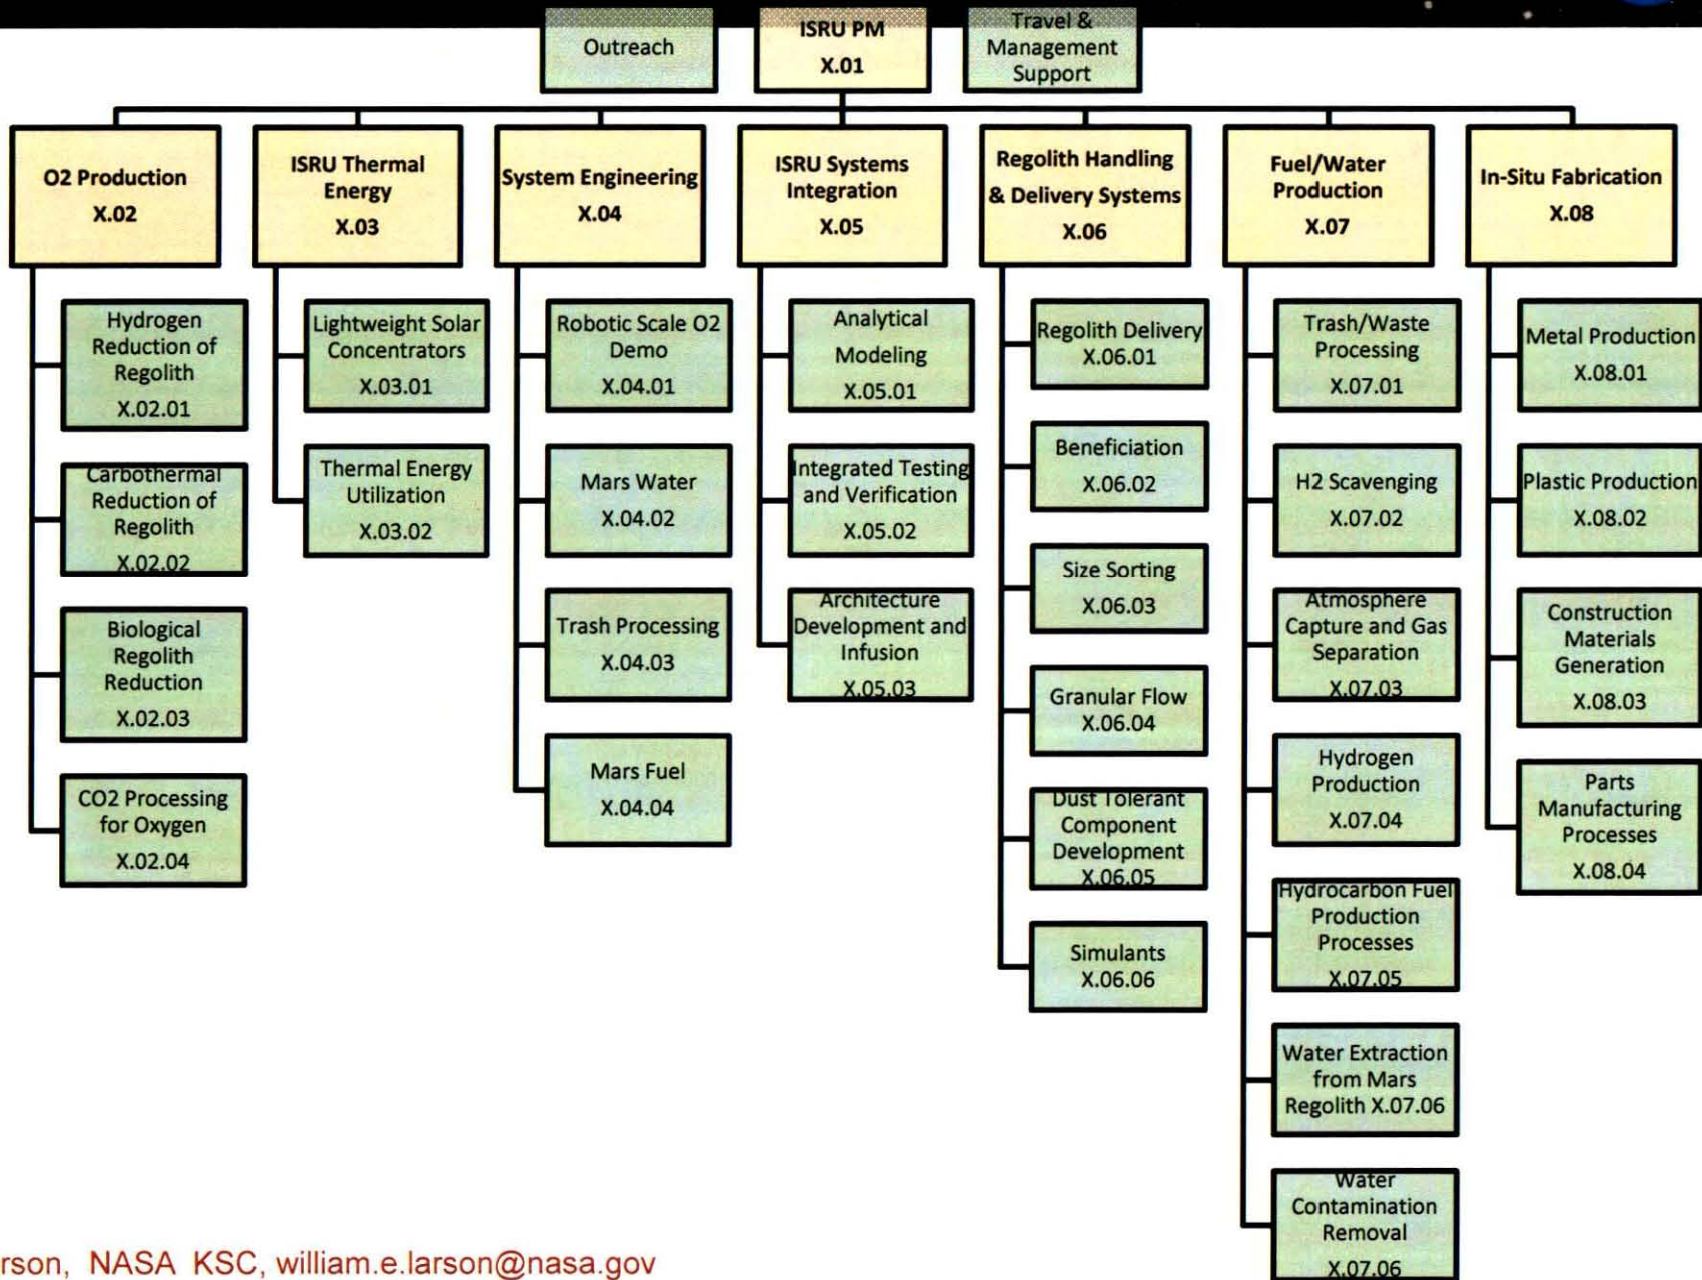 Outreach
ISRU PM
X.01
Travel &
Management
Support
O2 Production
X.02
ISRU Thermal
Energy
X.03
System Engineering
X.04
ISRU Systems
Integration
X.05
Regolith Handling
& Delivery Systems
X.06
Fuel/Water
Production
X.07
In-Situ Fabrication
X.08
Hydrogen
Reduction of
Regolith
X.02.01
Carbothermal
Reduction of
Regolith
X.02.02
Biological
Regolith
Reduction
X.02.03
CO2 Processing
for Oxygen
X.02.04
Lightweight Solar
Concentrators
X.03.01
Thermal Energy
Utilization
X.03.02
Robotic Scale O2
Demo
X.04.01
Mars Water
X.04.02
Trash Processing
X.04.03
Mars Fuel
X.04.04
Analytical
Modeling
X.05.01
Integrated Testing
and Verification
X.05.02
Architecture
Development and
Infusion
X.05.03
Regolith Delivery
X.06.01
Beneficiation
X.06.02
Size Sorting
X.06.03
Granular Flow
X.06.04
Dust Tolerant
Component
Development
X.06.05
Simulants
X.06.06
Trash/Waste
Processing
X.07.01
H2 Scavenging
X.07.02
Atmosphere
Capture and Gas
Separation
X.07.03
Hydrogen
Production
X.07.04
Hydrocarbon Fuel
Production
Processes
X.07.05
Water Extraction
from Mars
Regolith X.07.06
Water
Contamination
Removal
X.07.06
Metal Production
X.08.01
Plastic Production
X.08.02
Construction
Materials
Generation
X.08.03
Parts
Manufacturing
Processes
X.08.04
rson, NASA KSC, william.e.larson@nasa.gov